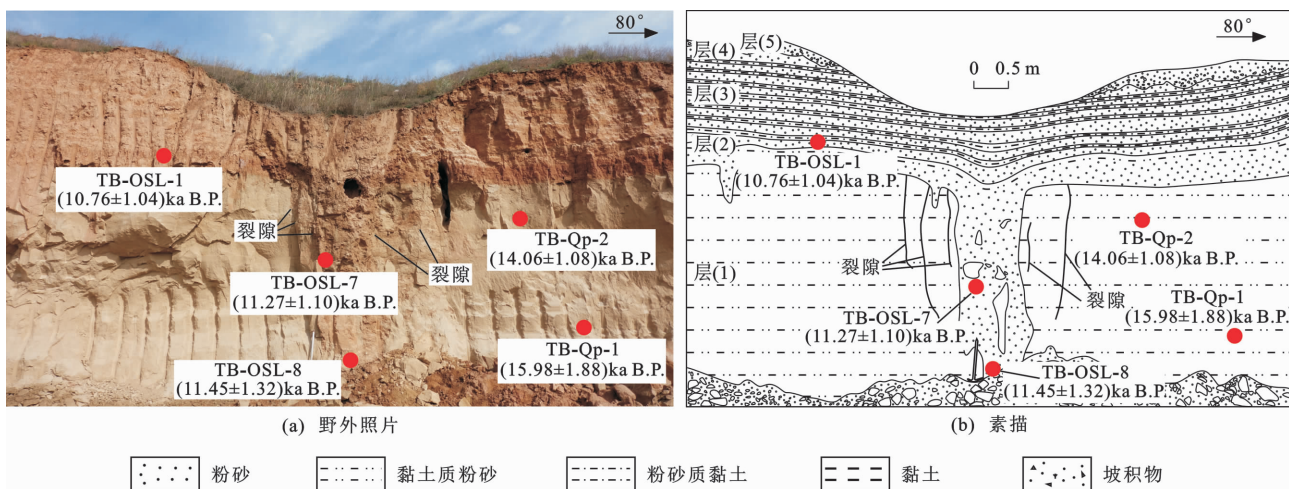 80°
TB-OSL-1
(10.76±1.04)ka B.P.
裂隙
TB-Qp-2
(14.06±1.08)ka B.P.
裂隙
TB-OSL-7
(11.27±1.10)ka B.P.
TB-Qp-1
(15.98±1.88)ka B.P.
TB-OSL-8
(11.45±1.32)ka B.P.
(a) 野外照片
80°
层(5)
层(4)
0 0.5 m
层(3)
层(2)
TB-OSL-1
(10.76±1.04)ka B.P.
TB-Qp-2
(14.06±1.08)ka B.P.
层(1)
裂隙
裂隙
TB-Qp-1
(15.98±1.88)ka B.P.
TB-OSL-7
(11.27±1.10)ka B.P.
TB-OSL-8
(11.45±1.32)ka B.P.
(b) 素描
粉砂 黏土质粉砂 粉砂质黏土 黏土 坡积物